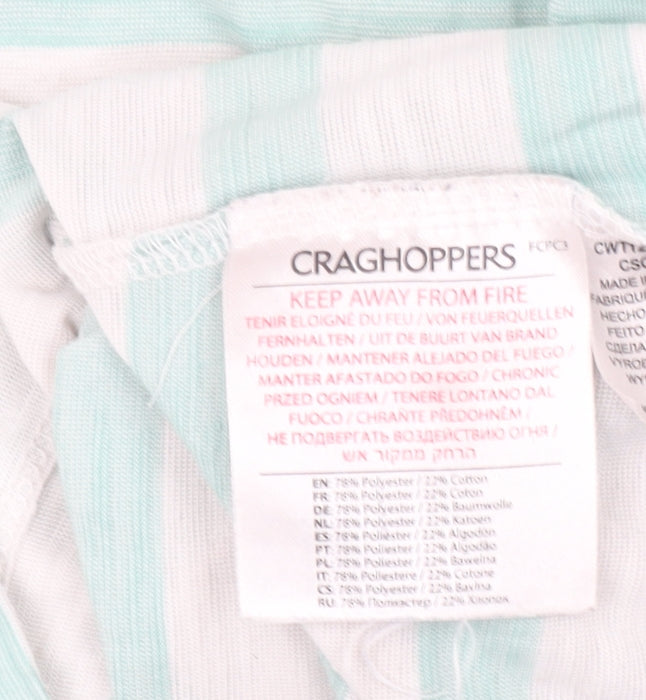 CRAGHOPPERS
FCPC3
KEEP AWAY FROM FIRE
TENIR ELOIGNÉ DU FEU / VON FEUERQUELLEN
FERNHALTEN / UIT DE BUURT VAN BRAND
HOUDEN / MANTENER ALEJADO DEL FUEGO /
MANTER AFASTADO DO FOGO / CHRONIC
PRZED OGNIEM / TENERE LONTANO DAL
FUOCO / CHRAŇTE PŘEDOHNĚM /
НЕ ПОДВЕРГАТЬ ВОЗДЕЙСТВИЮ ОГНЯ /
הרחק ממקור אש
EN: 78% Polyester / 22% Cotton
FR: 78% Polyester / 22% Coton
DE: 78% Polyester / 22% Baumwolle
NL: 78% Polyester / 22% Katoen
ES: 78% Poliéster / 22% Algodón
PT: 78% Poliéster / 22% Algodão
PL: 78% Poliester / 22% Bawełna
IT: 78% Poliestere / 22% Cotone
CS: 78% Polyester / 22% Bavlna
RU: 78% Полиэстер / 22% Хлопок
MADE
HECHO
FEITO